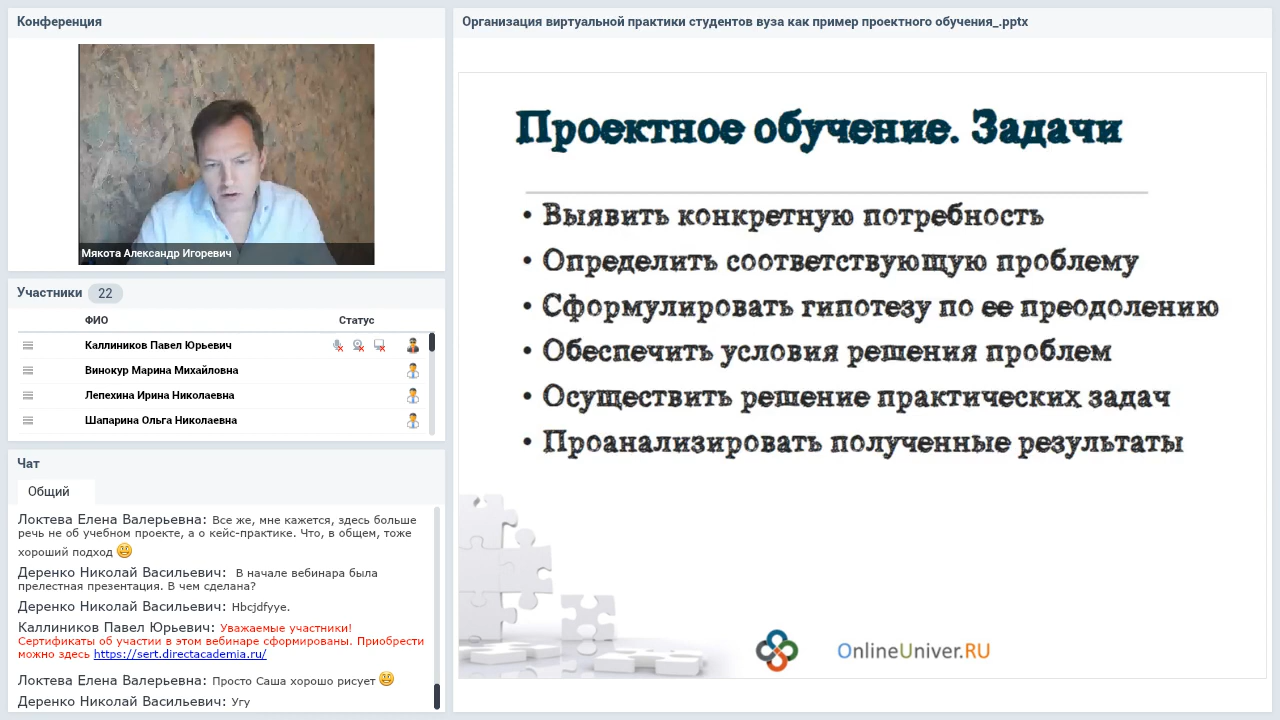 Конференция
Мякота Александр Игоревич
Участники 22
ФИО Статус
Каллиников Павел Юрьевич
Винокур Марина Михайловна
Лепехина Ирина Николаевна
Шапарина Ольга Николаевна
Чат
Общий
Локтева Елена Валерьевна: Все же, мне кажется, здесь больше
речь не об учебном проекте, а о кейс-практике. Что, в общем, тоже
хороший подход
Деренко Николай Васильевич: В начале вебинара была
прелестная презентация. В чем сделана?
Деренко Николай Васильевич: Hbcjdfyye.
Каллиников Павел Юрьевич: Уважаемые участники!
Сертификаты об участии в этом вебинаре сформированы. Приобрести
можно здесь https://sert.directacademia.ru/
Локтева Елена Валерьевна: Просто Саша хорошо рисует
Деренко Николай Васильевич: Угу
Организация виртуальной практики студентов вуза как пример проектного обучения_.pptx
Проектное обучение. Задачи
• Выявить конкретную потребность
• Определить соответствующую проблему
• Сформулировать гипотезу по ее преодолению
• Обеспечить условия решения проблем
• Осуществить решение практических задач
• Проанализировать полученные результаты
OnlineUniver.RU